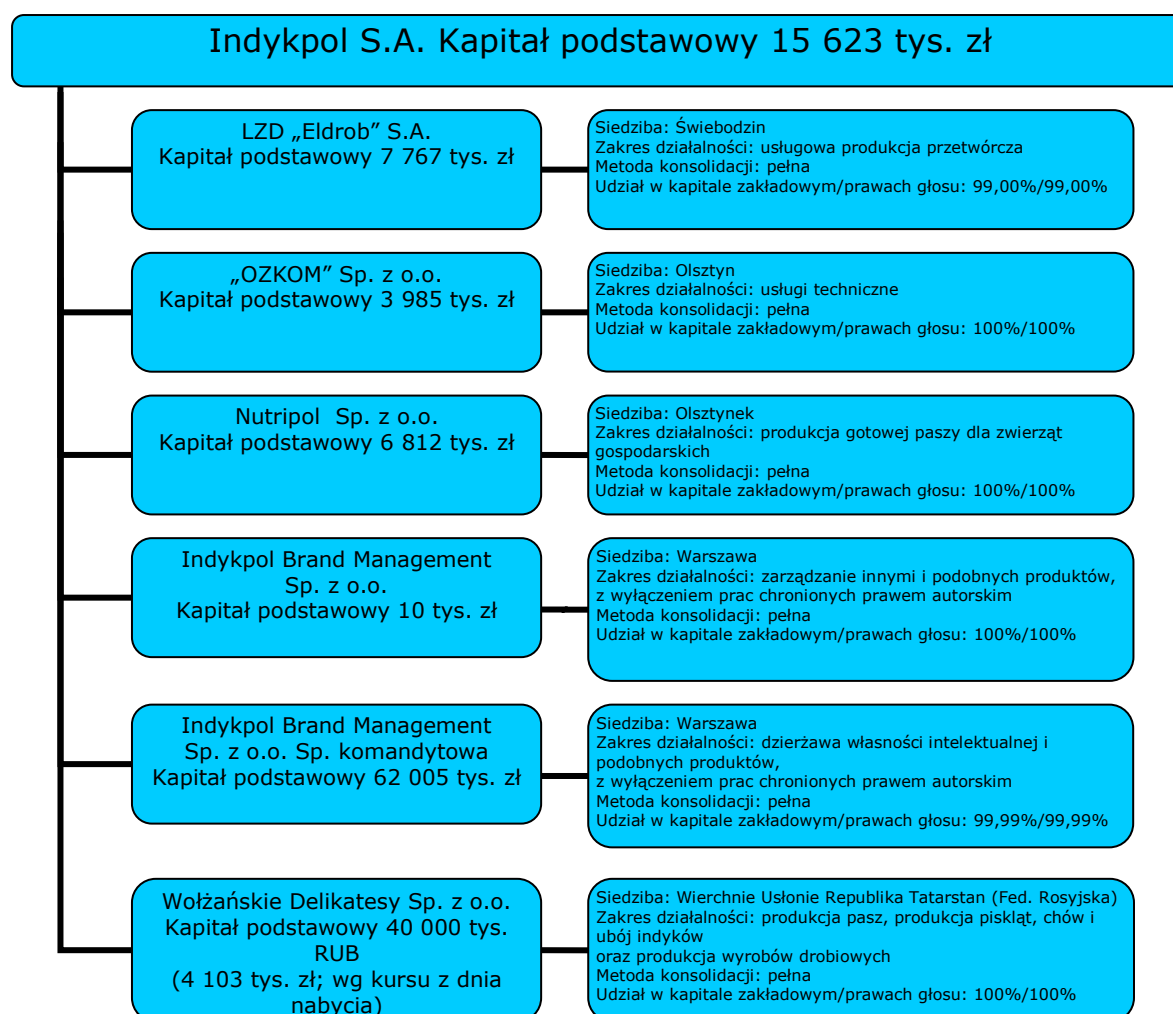 Indykpol S.A. Kapitał podstawowy 15 623 tys. zł
LZD „Eldrob” S.A.
Kapitał podstawowy 7 767 tys. zł
Siedziba: Świebodzin
Zakres działalności: usługowa produkcja przetwórcza
Metoda konsolidacji: pełna
Udział w kapitale zakładowym/prawach głosu: 99,00%/99,00%
„OZKOM” Sp. z o.o.
Kapitał podstawowy 3 985 tys. zł
Siedziba: Olsztyn
Zakres działalności: usługi techniczne
Metoda konsolidacji: pełna
Udział w kapitale zakładowym/prawach głosu: 100%/100%
Nutripol Sp. z o.o.
Kapitał podstawowy 6 812 tys. zł
Siedziba: Olsztynek
Zakres działalności: produkcja gotowej paszy dla zwierząt
gospodarskich
Metoda konsolidacji: pełna
Udział w kapitale zakładowym/prawach głosu: 100%/100%
Indykpol Brand Management
Sp. z o.o.
Kapitał podstawowy 10 tys. zł
Siedziba: Warszawa
Zakres działalności: zarządzanie innymi i podobnych produktów,
z wyłączeniem prac chronionych prawem autorskim
Metoda konsolidacji: pełna
Udział w kapitale zakładowym/prawach głosu: 100%/100%
Indykpol Brand Management
Sp. z o.o. Sp. komandytowa
Kapitał podstawowy 62 005 tys. zł
Siedziba: Warszawa
Zakres działalności: dzierżawa własności intelektualnej i
podobnych produktów,
z wyłączeniem prac chronionych prawem autorskim
Metoda konsolidacji: pełna
Udział w kapitale zakładowym/prawach głosu: 99,99%/99,99%
Wołżańskie Delikatesy Sp. z o.o.
Kapitał podstawowy 40 000 tys.
RUB
(4 103 tys. zł; wg kursu z dnia
nabycia)
Siedziba: Wierchnie Usłonie Republika Tatarstan (Fed. Rosyjska)
Zakres działalności: produkcja pasz, produkcja piskląt, chów i
ubój indyków
oraz produkcja wyrobów drobiowych
Metoda konsolidacji: pełna
Udział w kapitale zakładowym/prawach głosu: 100%/100%